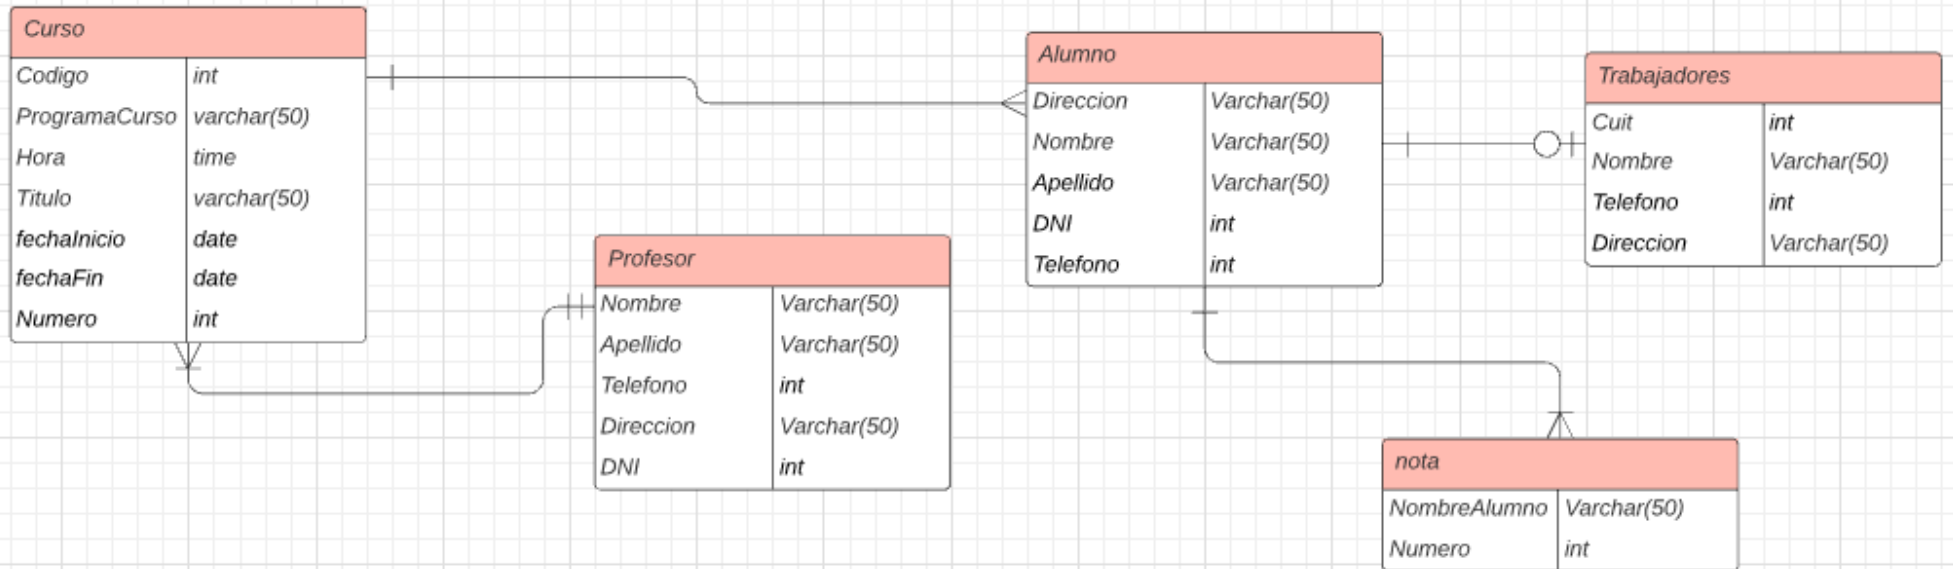 Curso
Codigo int
ProgramaCurso varchar(50)
Hora time
Titulo varchar(50)
fechaInicio date
fechaFin date
Numero int
Profesor
Nombre Varchar(50)
Apellido Varchar(50)
Telefono int
Direccion Varchar(50)
DNI int
Alumno
Direccion Varchar(50)
Nombre Varchar(50)
Apellido Varchar(50)
DNI int
Telefono int
Trabajadores
Cuit int
Nombre Varchar(50)
Telefono int
Direccion Varchar(50)
nota
NombreAlumno Varchar(50)
Numero int